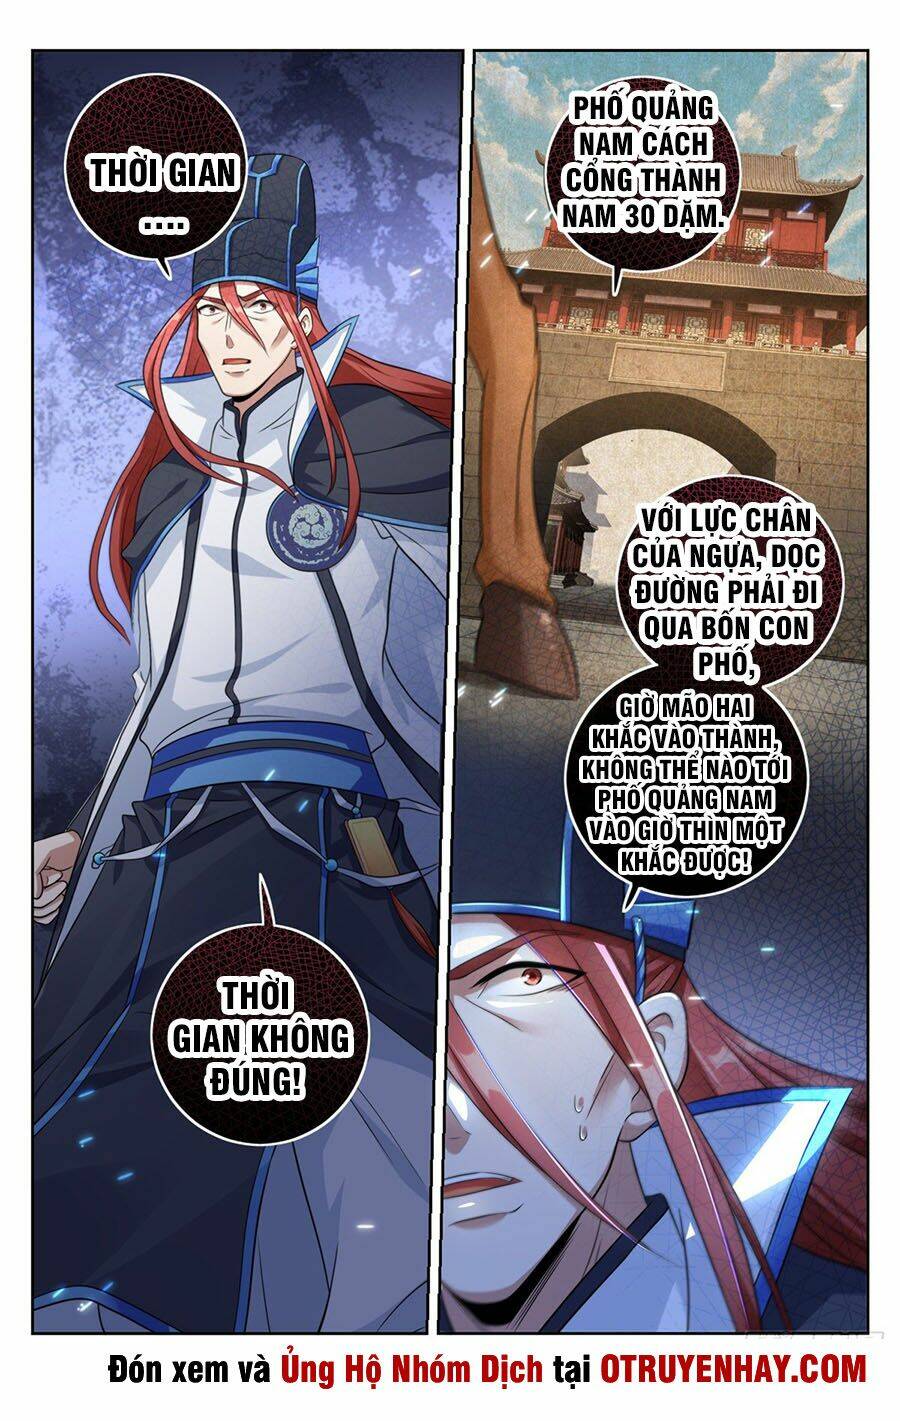 THỜI GIAN
....
THỜI
GIAN KHÔNG
ĐÚNG!
PHỐ QUẢNG
NAM CÁCH
CỔNG THÀNH
NAM 30 DẶM.
VỚI LỰC CHÂN
CỦA NGỰA, DỌC
ĐƯỜNG PHẢI ĐI
QUA BỐN CON
PHỐ,
GIỜ MÃO HAI
KHẮC VÀO THÀNH,
KHÔNG THỂ NÀO TỚI
PHỐ QUẢNG NAM
VÀO GIỜ THÌN MỘT
KHẮC ĐƯỢC!
Đón xem và Ủng Hộ Nhóm Dịch tại OTRUYENHAY.COM